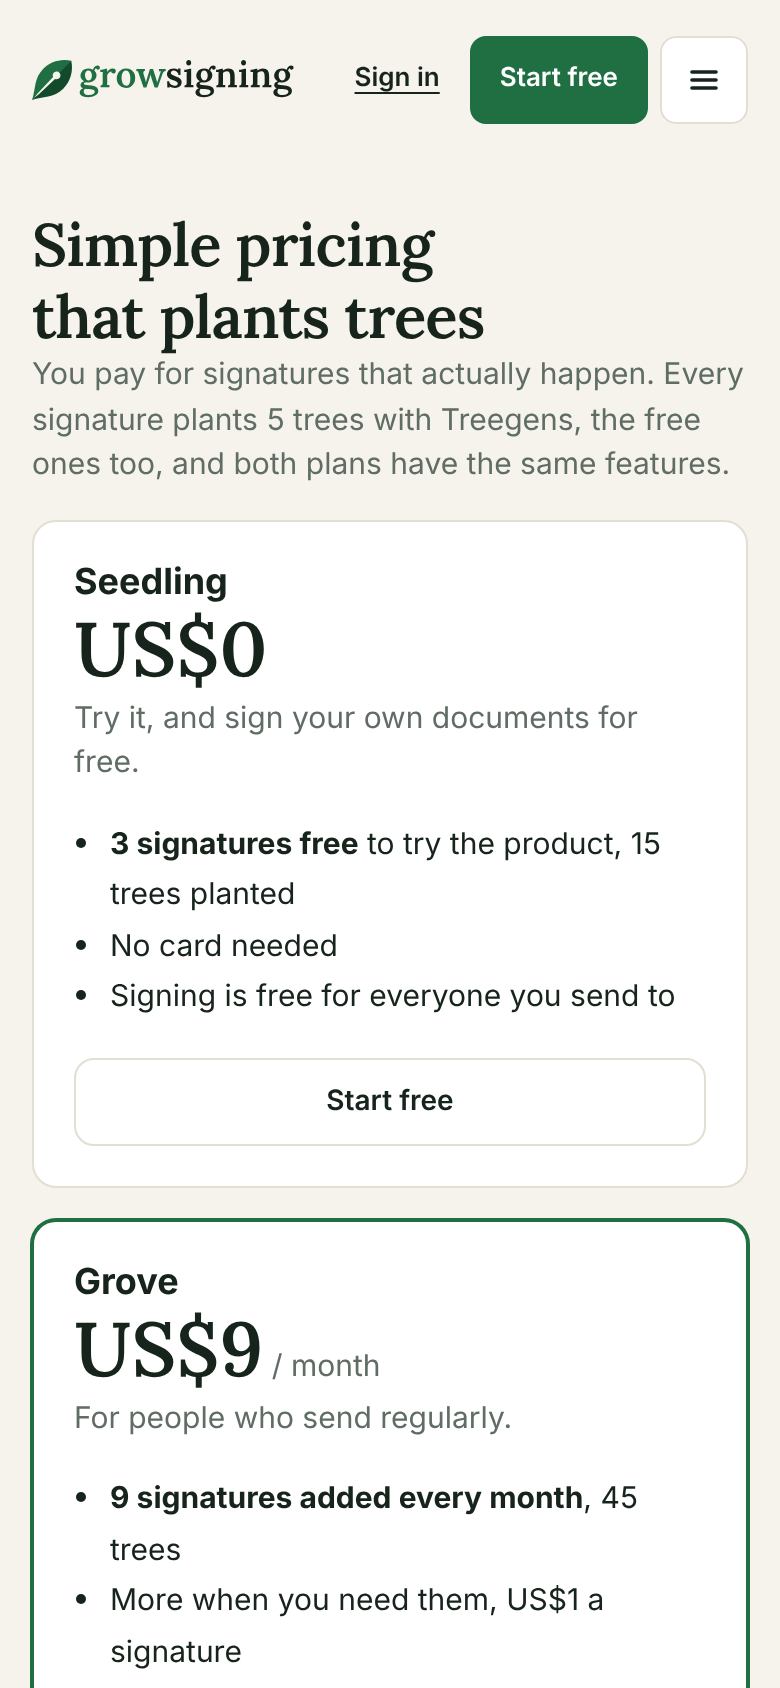 growsigning
Sign in
Start free
Simple pricing
that plants trees
You pay for signatures that actually happen. Every
signature plants 5 trees with Treegens, the free
ones too, and both plans have the same features.
Seedling
US$0
Try it, and sign your own documents for
free.
• 3 signatures free to try the product, 15
trees planted
• No card needed
• Signing is free for everyone you send to
Start free
Grove
US$9 / month
For people who send regularly.
• 9 signatures added every month, 45
trees
• More when you need them, US$1 a
signature